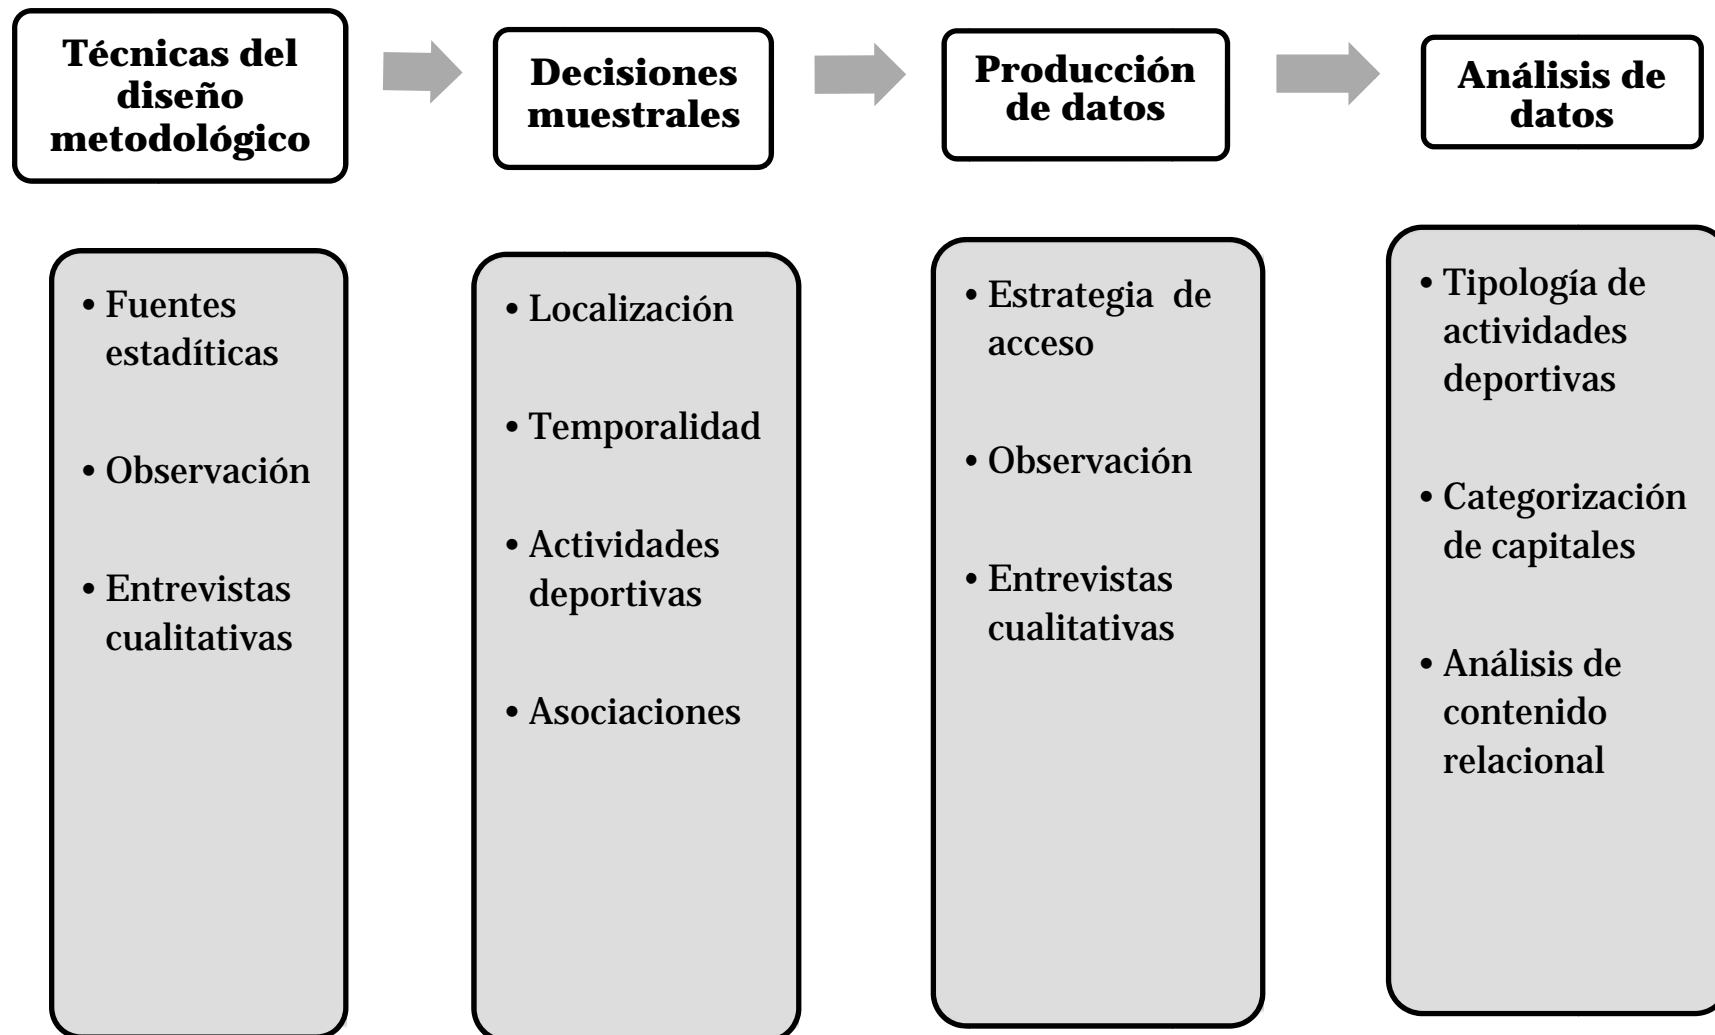 Técnicas del
diseño
metodológico
Decisiones
muestrales
Producción
de datos
Análisis de
datos
• Fuentes
estadíticas
• Observación
• Entrevistas
cualitativas
• Localización
• Temporalidad
• Actividades
deportivas
• Asociaciones
• Estrategia de
acceso
• Observación
• Entrevistas
cualitativas
• Tipología de
actividades
deportivas
• Categorización
de capitales
• Análisis de
contenido
relacional